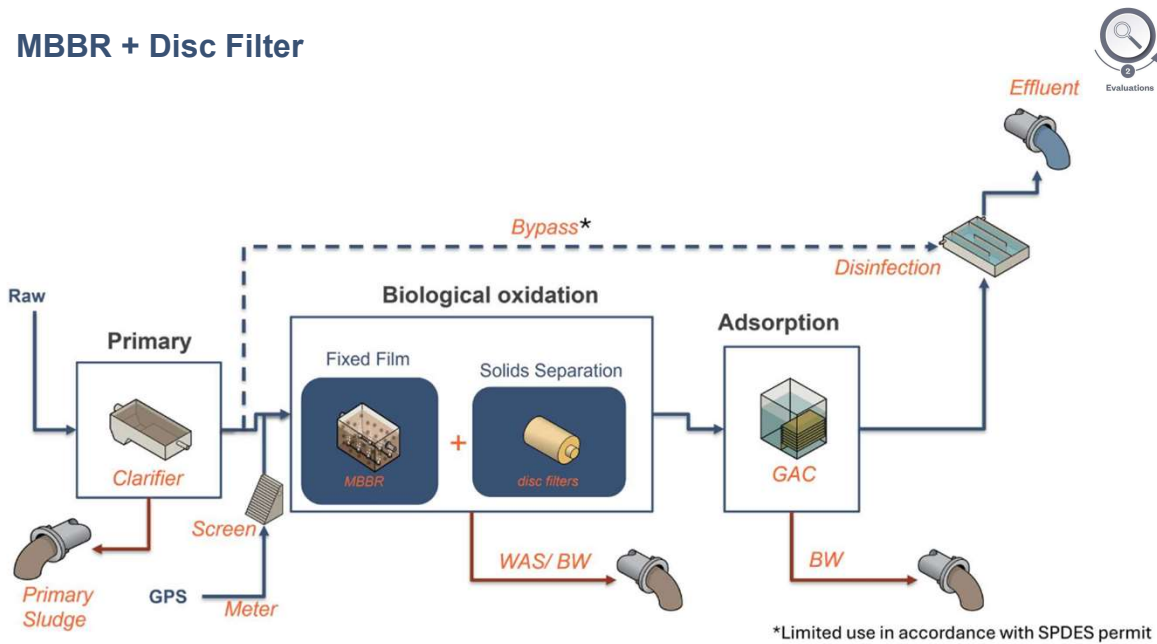 MBBR + Disc Filter
2
Evaluations
Effluent
Bypass*
Disinfection
Raw
Biological oxidation
Adsorption
Primary
Fixed Film
Solids Separation
+
Clarifier
MBBR
disc filters
GAC
Screen
WAS/ BW
BW
Primary
Sludge
GPS
Meter
*Limited use in accordance with SPDES permit